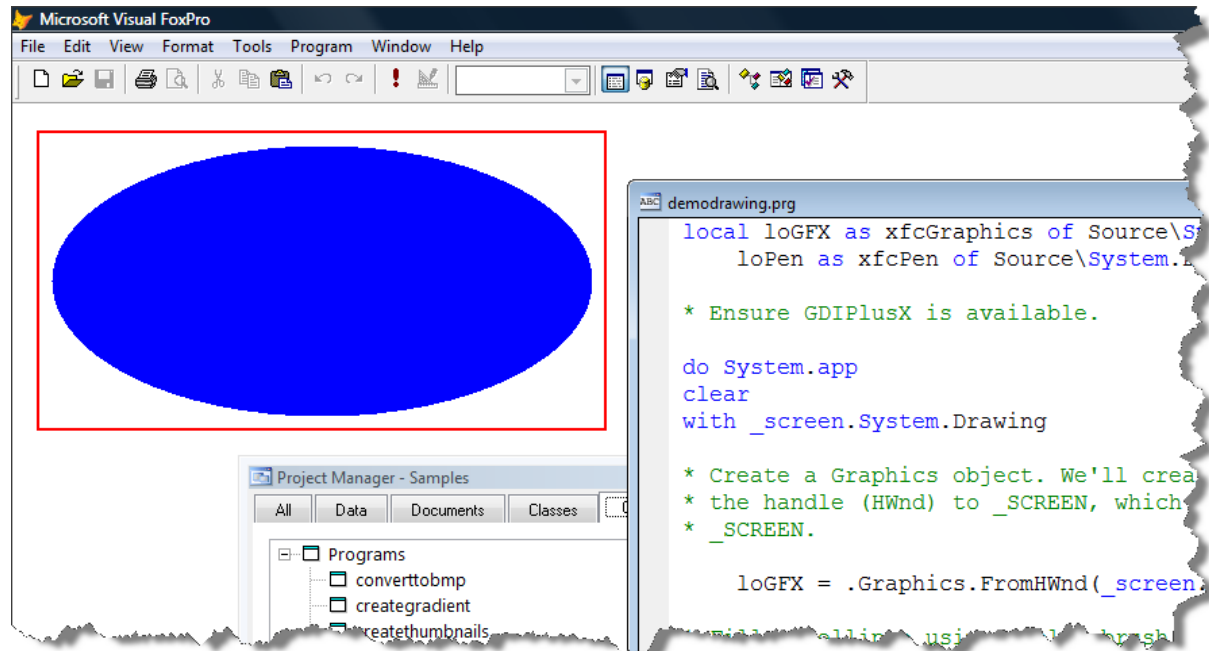 Microsoft Visual FoxPro
File Edit View Format Tools Program Window Help
demodrawing.prg
local loGFX as xfcGraphics of Source\S
loPen as xfcPen of Source\System.
* Ensure GDIPlusX is available.
do System.app
clear
with _screen.System.Drawing
* Create a Graphics object. We'll crea
* the handle (HWnd) to _SCREEN, which
* _SCREEN.
loGFX = .Graphics.FromHWnd(_screen.
Project Manager - Samples
All Data Documents Classes
Programs
converttobmp
creategradient
createthumbnails